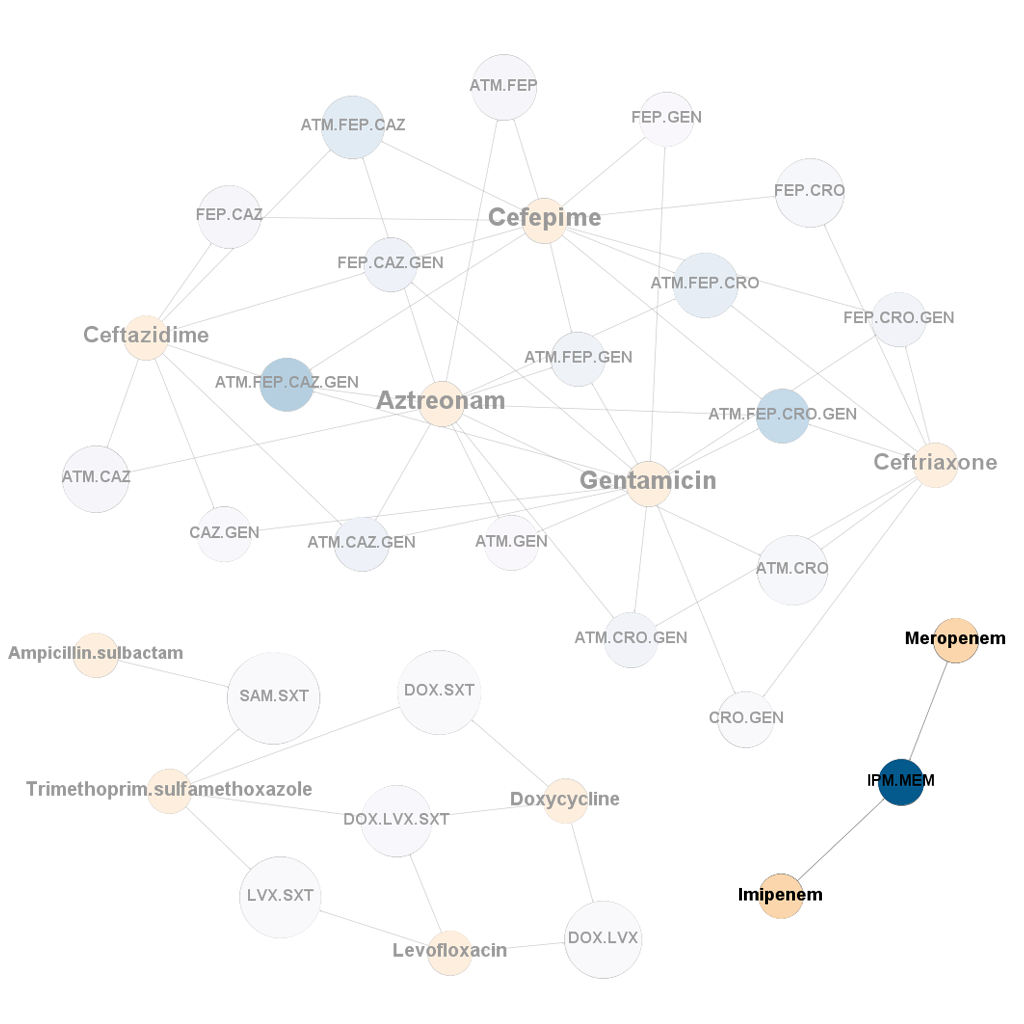 ATM.FEP
FEP.GEN
ATM.FEP.CAZ
FEP.CRO
FEP.CAZ
Cefepime
FEP.CAZ.GEN
ATM.FEP.CRO
FEP.CRO.GEN
Ceftazidime
ATM.FEP.GEN
ATM.FEP.CAZ.GEN
Aztreonam
ATM.FEP.CRO.GEN
Ceftriaxone
ATM.CAZ
Gentamicin
CAZ.GEN
ATM.CAZ.GEN
ATM.GEN
ATM.CRO
ATM.CRO.GEN
Meropenem
Ampicillin.sulbactam
SAM.SXT
DOX.SXT
CRO.GEN
IPM.MEM
Trimethoprim.sulfamethoxazole
Doxycycline
DOX.LVX.SXT
LVX.SXT
Imipenem
DOX.LVX
Levofloxacin